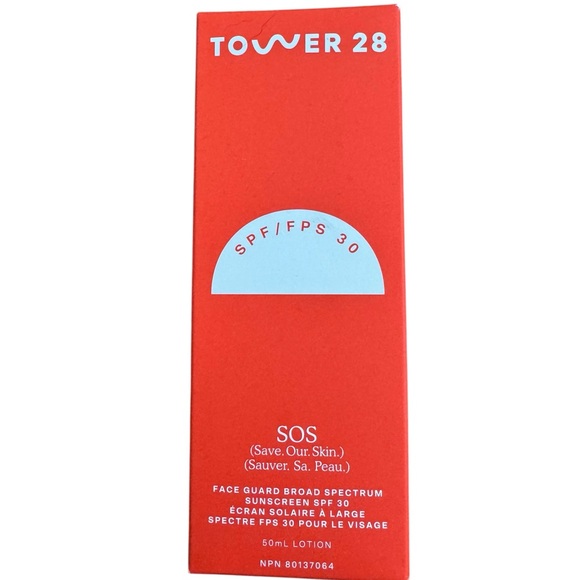 TOWER 28
SPF/FPS 30
SOS
(Save. Our. Skin.)
(Sauver. Sa. Peau.)
FACE GUARD BROAD SPECTRUM
SUNSCREEN SPF 30
ÉCRAN SOLAIRE À LARGE
SPECTRE FPS 30 POUR LE VISAGE
50mL LOTION
NPN 80137064